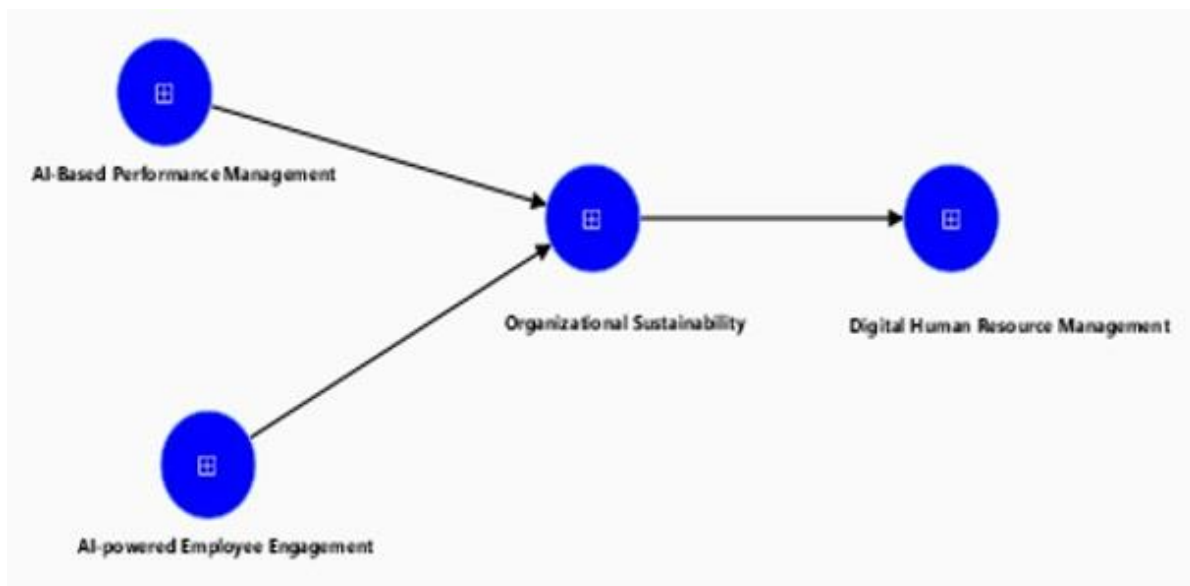 AI-Based Performance Management
Organizational Sustainability
Digital Human Resource Management
AI-powered Employee Engagement